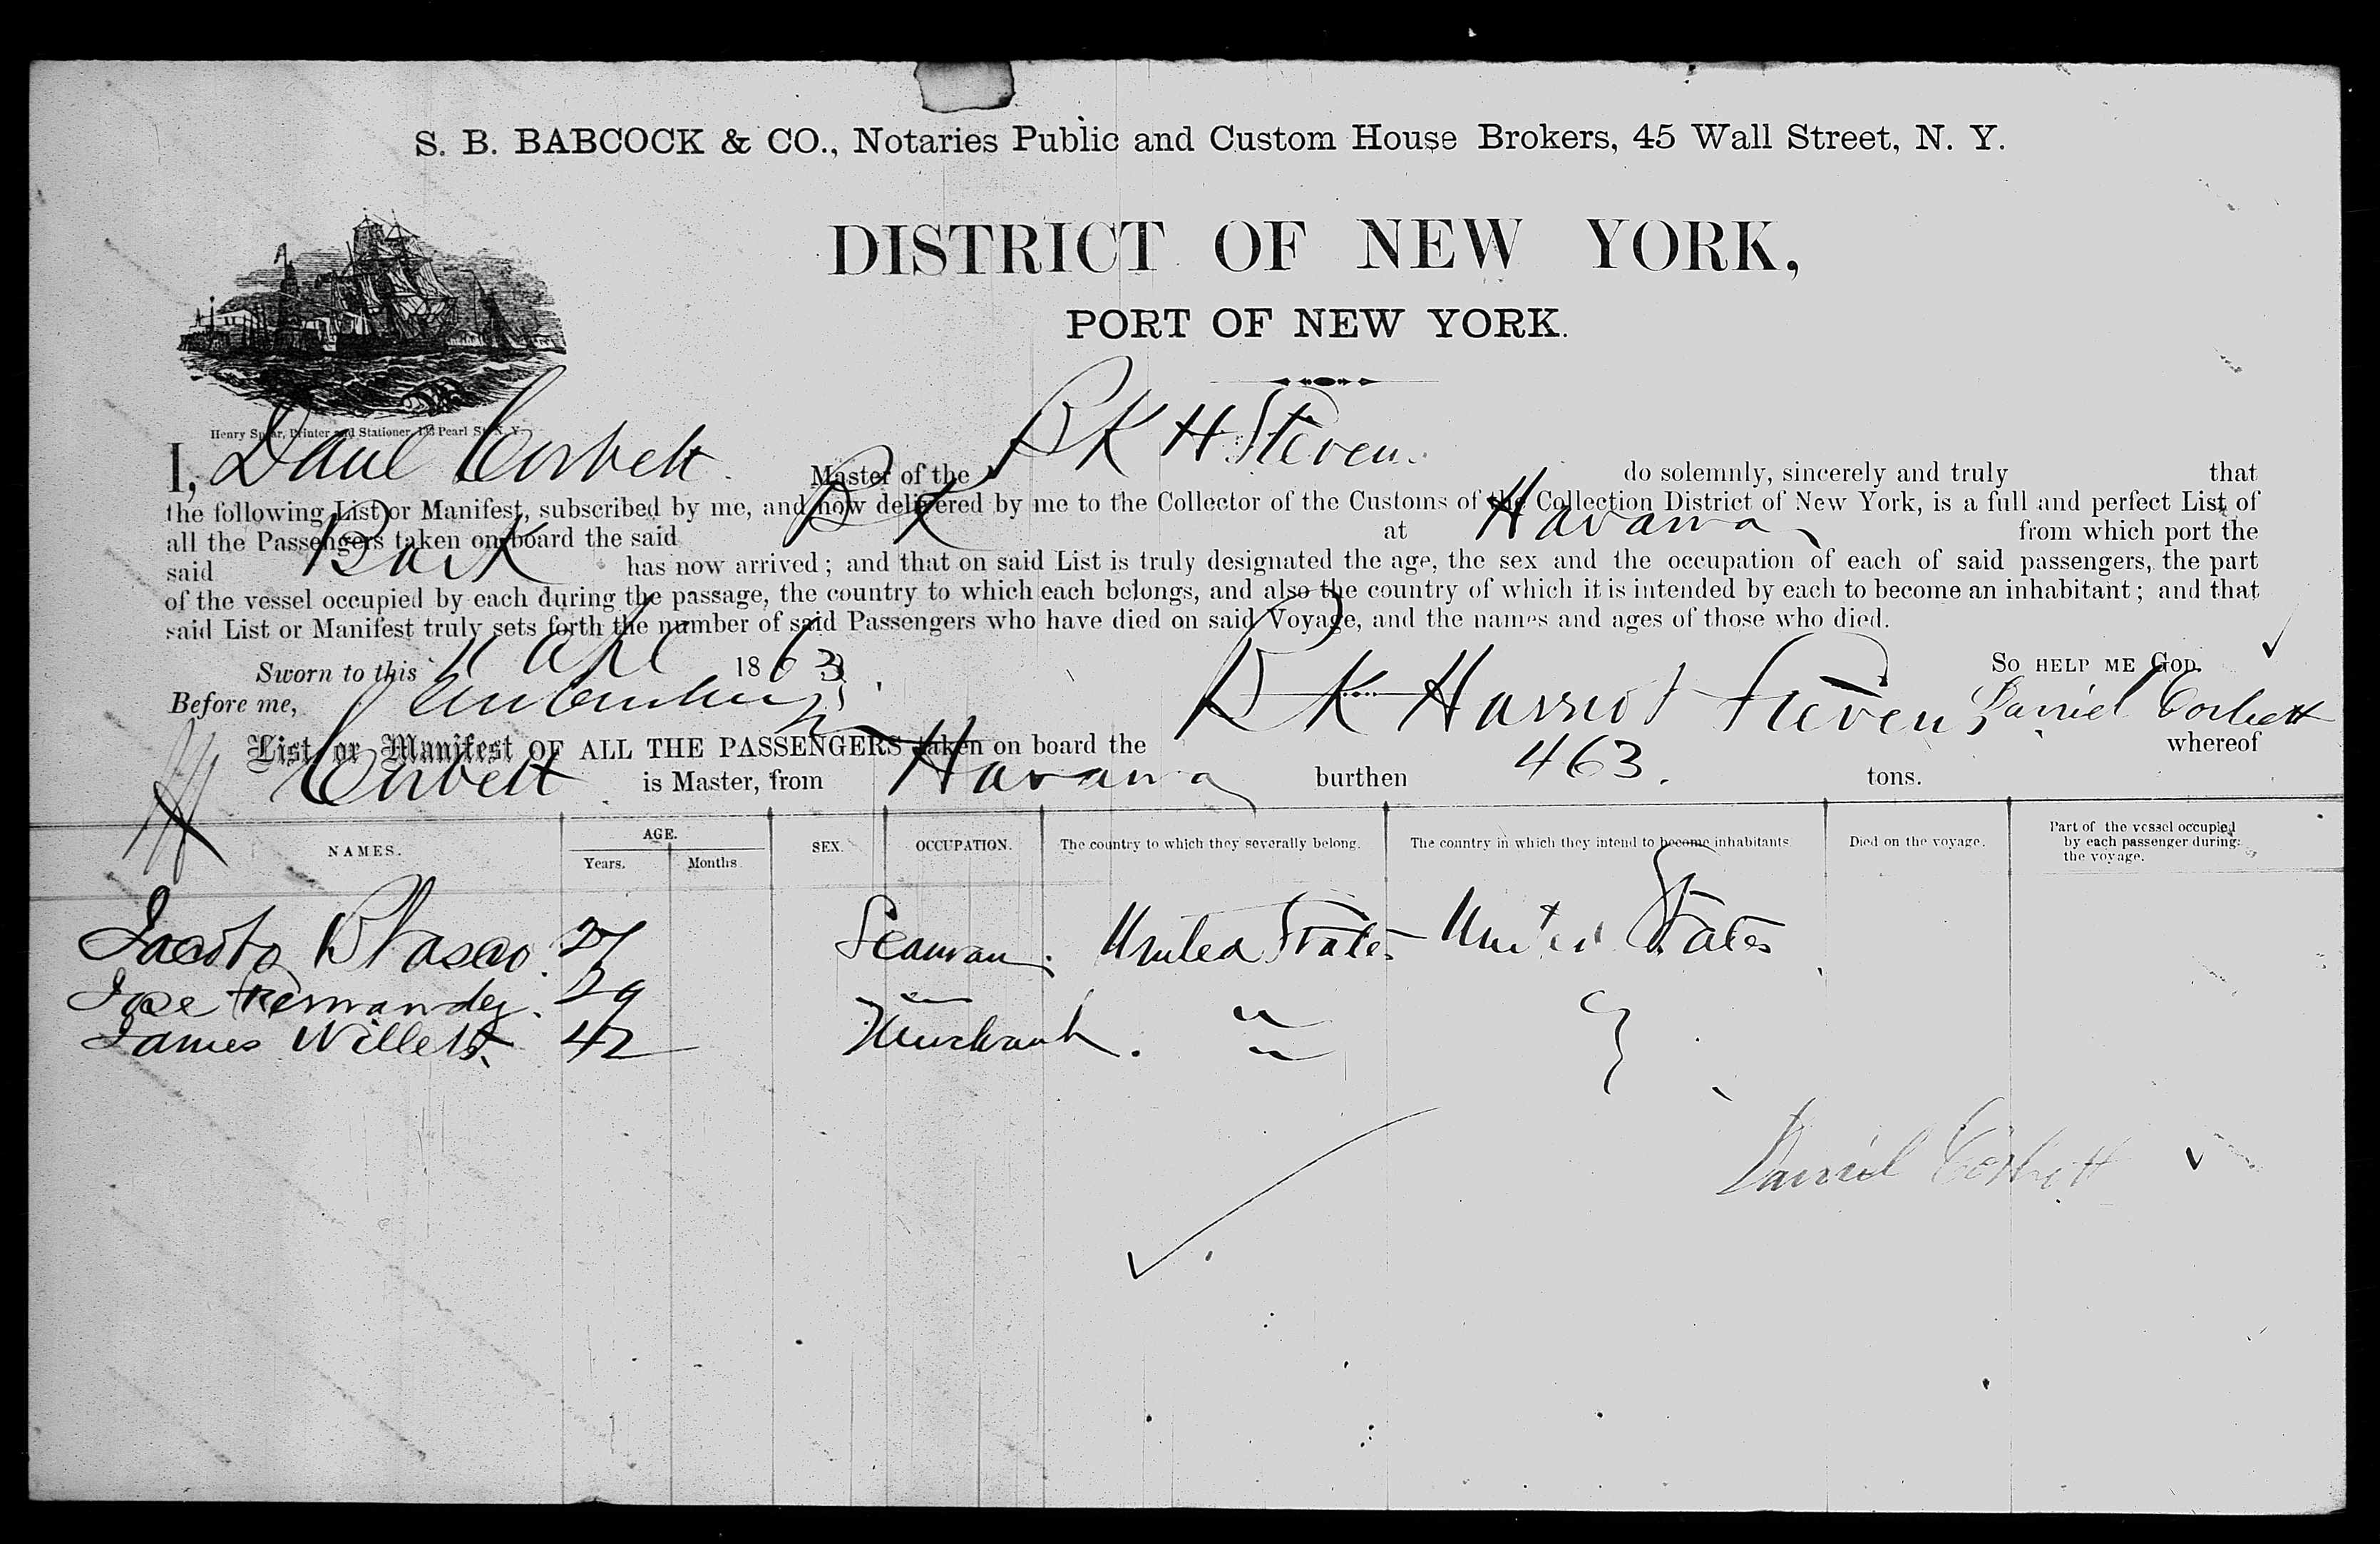 S. B. BABCOCK & CO., Notaries Public and Custom House Brokers, 45 Wall Street, N. Y.
DISTRICT OF NEW YORK,
PORT OF NEW YORK.
Henry Spear, Printer and Stationer, Pearl St. N. Y.
I, Danl Corbett Master of the BK H Steven do solemnly, sincerely and truly that
the following List or Manifest, subscribed by me, and now delivered by me to the Collector of the Customs of the Collection District of New York, is a full and perfect List of
all the Passengers taken on board the said BK at Havana from which port the
said Bark has now arrived; and that on said List is truly designated the age, the sex and the occupation of each of said passengers, the part
of the vessel occupied by each during the passage, the country to which each belongs, and also the country of which it is intended by each to become an inhabitant; and that
said List or Manifest truly sets forth the number of said Passengers who have died on said Voyage, and the names and ages of those who died.
Sworn to this 11 Apl 1863 SO HELP ME GOD.
Before me, Daniel Corbett
List or Manifest OF ALL THE PASSENGERS taken on board the BK Harriot Steven whereof
Corbett is Master, from Havana burthen 463. tons.
NAMES. AGE. Years. Months. SEX. OCCUPATION. The country to which they severally belong. The country in which they intend to become inhabitants Died on the voyage. Part of the vessel occupied by each passenger during the voyage.
Jacobo Blasco 27 Seaman. United States United States
Jose Fernandez. 29 "
James Willets 42 Merchant. "
Daniel Corbett